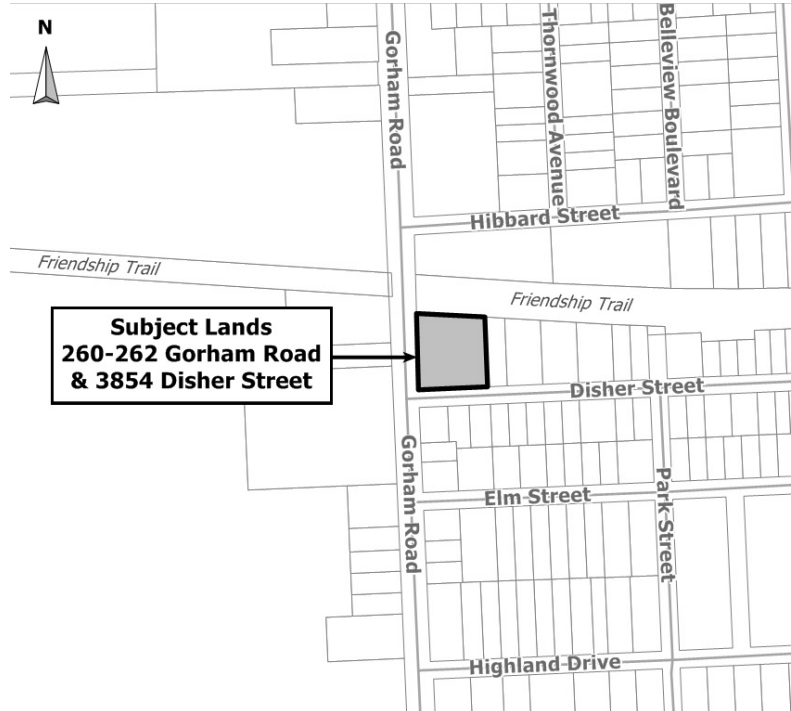 N
Gorham Road
Thornwood Avenue
Belleview Boulevard
Hibbard Street
Friendship Trail
Friendship Trail
Subject Lands
260-262 Gorham Road
& 3854 Disher Street
Disher Street
Gorham Road
Park Street
Elm Street
Highland Drive